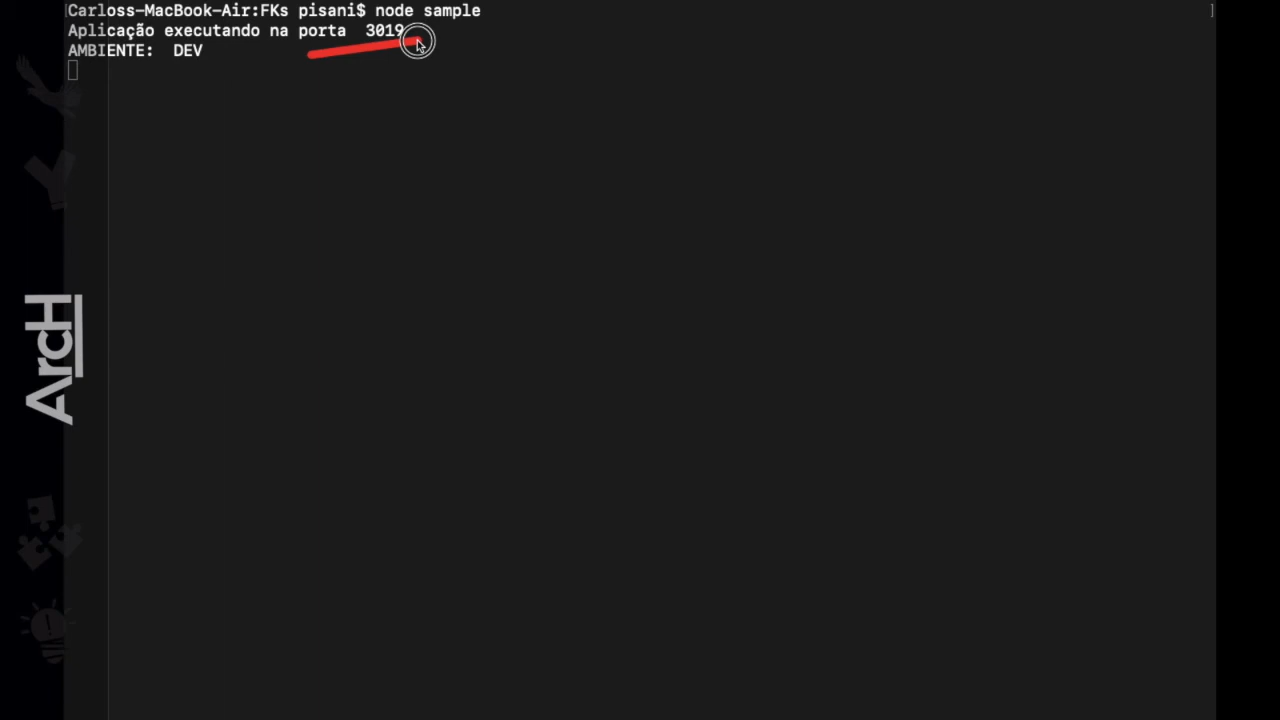 Carloss-MacBook-Air:FKs pisani$ node sample
Aplicação executando na porta  3019
AMBIENTE:  DEV
ArcH